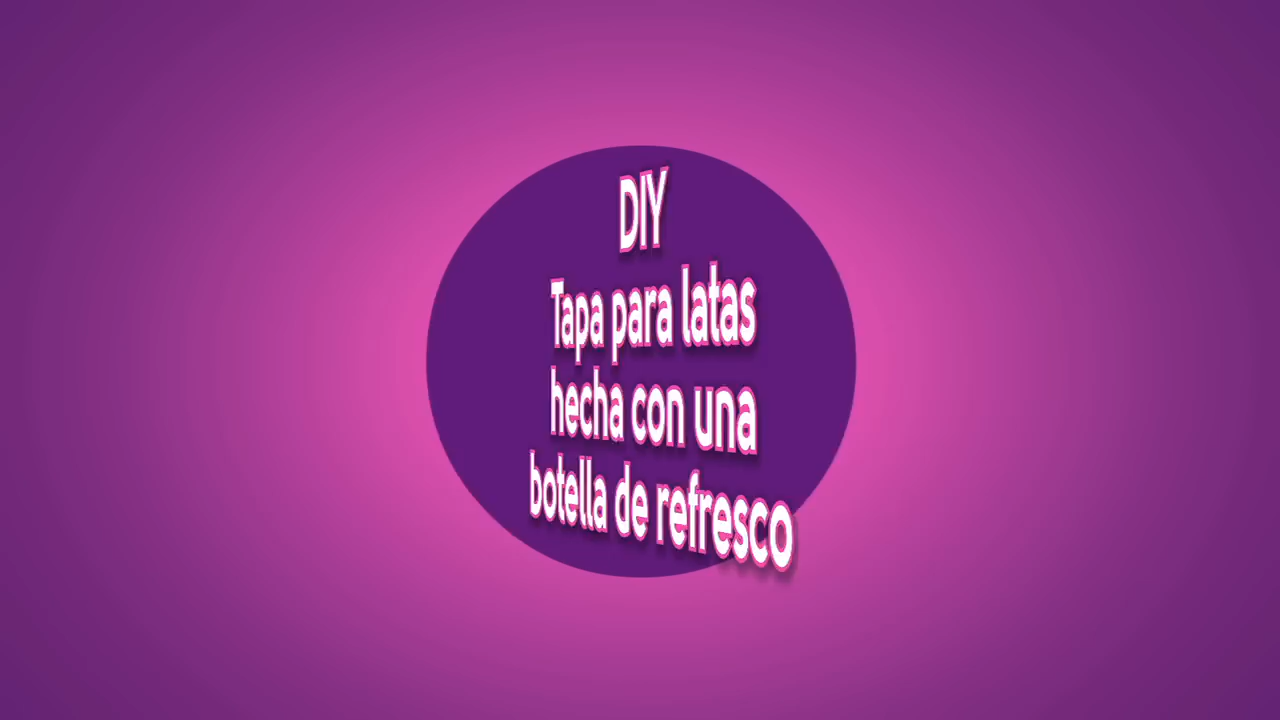 DIY
Tapa para latas
hecha con una
botella de refresco